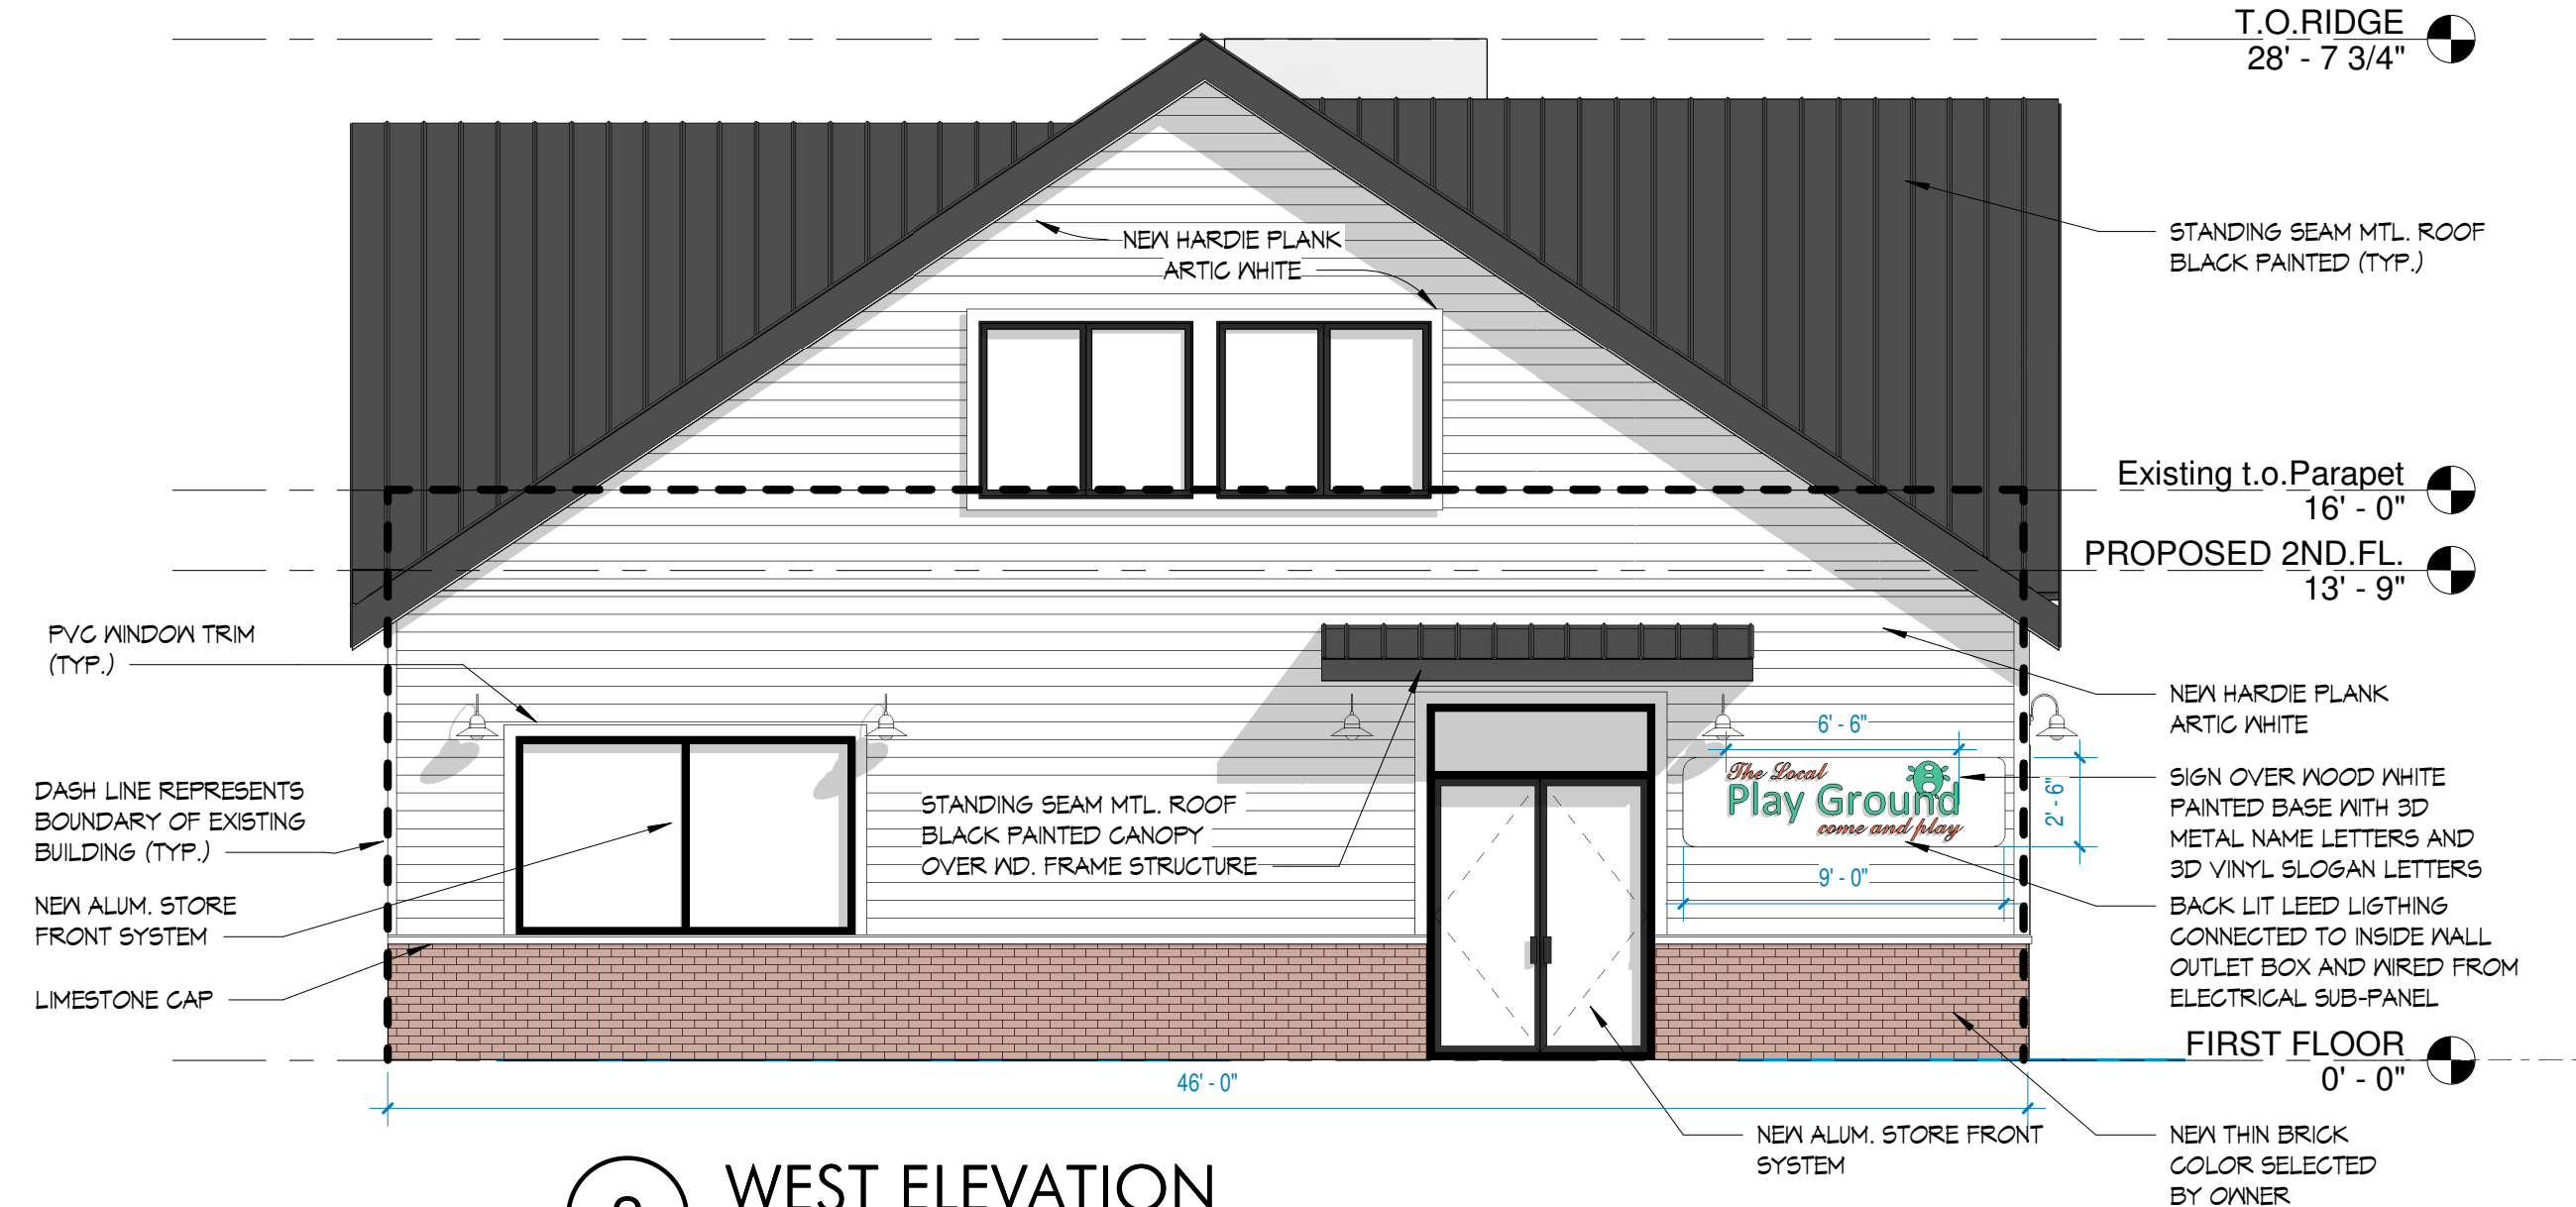 T.O.RIDGE
28' - 7 3/4"
NEW HARDIE PLANK
ARTIC WHITE
STANDING SEAM MTL. ROOF
BLACK PAINTED (TYP.)
Existing t.o.Parapet
16' - 0"
PROPOSED 2ND.FL.
13' - 9"
PVC WINDOW TRIM
(TYP.)
DASH LINE REPRESENTS
BOUNDARY OF EXISTING
BUILDING (TYP.)
NEW ALUM. STORE
FRONT SYSTEM
LIMESTONE CAP
STANDING SEAM MTL. ROOF
BLACK PAINTED CANOPY
OVER WD. FRAME STRUCTURE
6' - 6"
The Local
Play Ground
come and play
2' - 6"
9' - 0"
NEW HARDIE PLANK
ARTIC WHITE
SIGN OVER WOOD WHITE
PAINTED BASE WITH 3D
METAL NAME LETTERS AND
3D VINYL SLOGAN LETTERS
BACK LIT LEED LIGTHING
CONNECTED TO INSIDE WALL
OUTLET BOX AND WIRED FROM
ELECTRICAL SUB-PANEL
FIRST FLOOR
0' - 0"
46' - 0"
NEW ALUM. STORE FRONT
SYSTEM
NEW THIN BRICK
COLOR SELECTED
BY OWNER
WEST ELEVATION